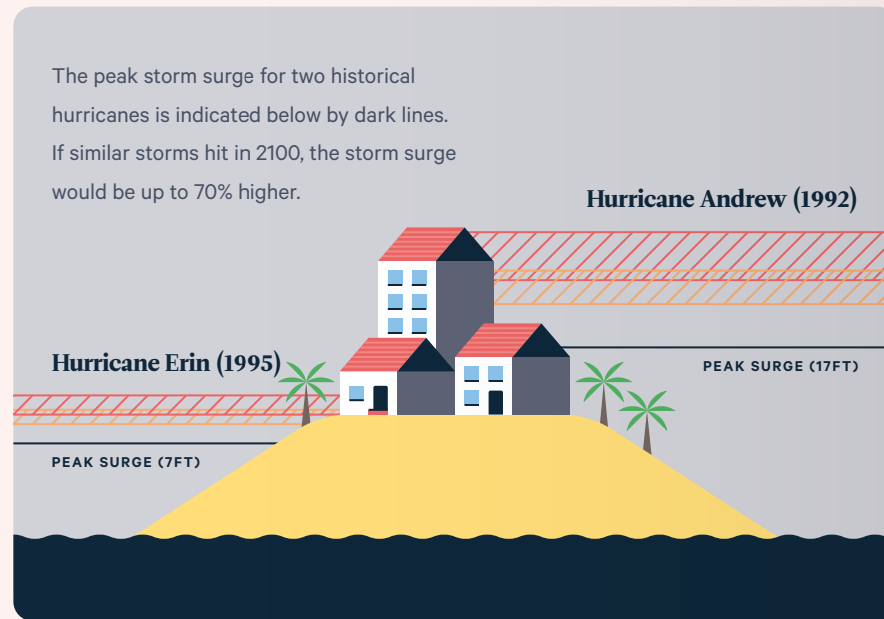 The peak storm surge for two historical
hurricanes is indicated below by dark lines.
If similar storms hit in 2100, the storm surge
would be up to 70% higher.
Hurricane Andrew (1992)
PEAK SURGE (17FT)
Hurricane Erin (1995)
PEAK SURGE (7FT)